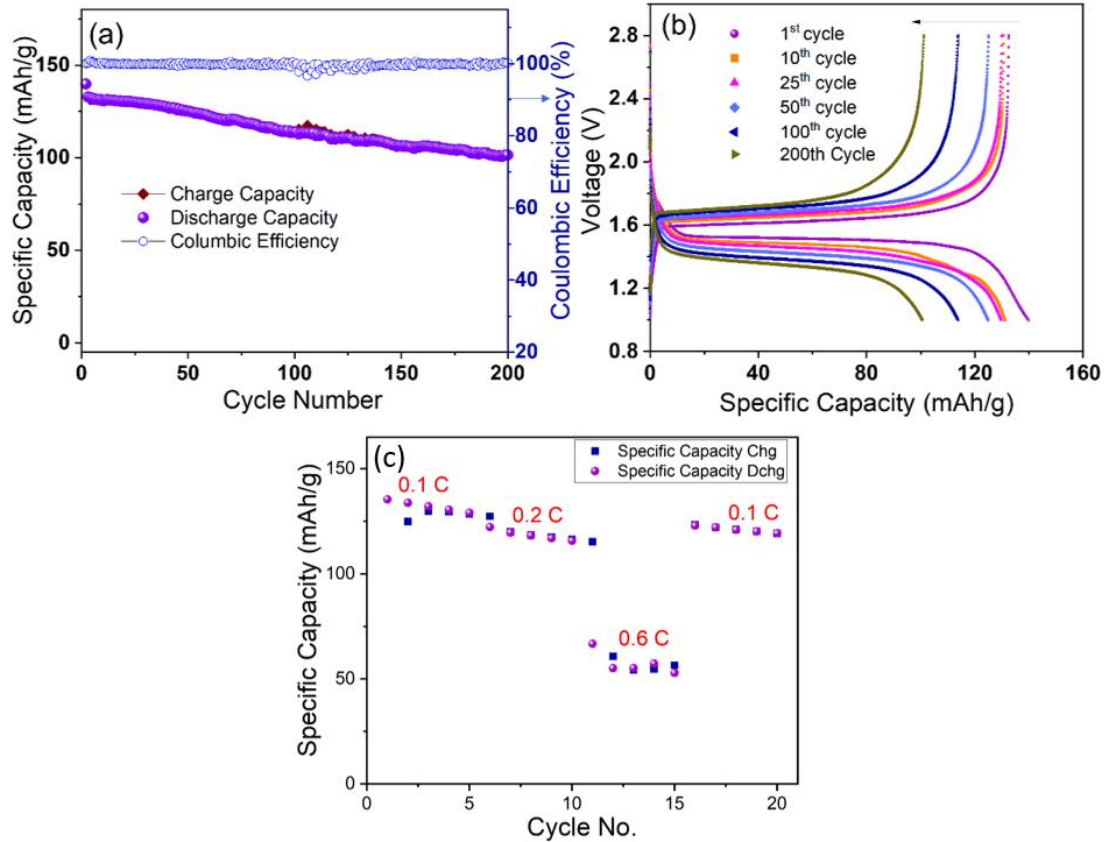 (a)
Specific Capacity (mAh/g)
150
100
50
0
Charge Capacity
Discharge Capacity
Columbic Efficiency
100
80
60
40
20
Coulombic Efficiency (%)
0 50 100 150 200
Cycle Number
(b)
Voltage (V)
2.8
2.4
2.0
1.6
1.2
0.8
1st cycle
10th cycle
25th cycle
50th cycle
100th cycle
200th Cycle
0 40 80 120 160
Specific Capacity (mAh/g)
(c)
Specific Capacity (mAh/g)
150
100
50
0
Specific Capacity Chg
Specific Capacity Dchg
0.1 C
0.2 C
0.6 C
0.1 C
0 5 10 15 20
Cycle No.